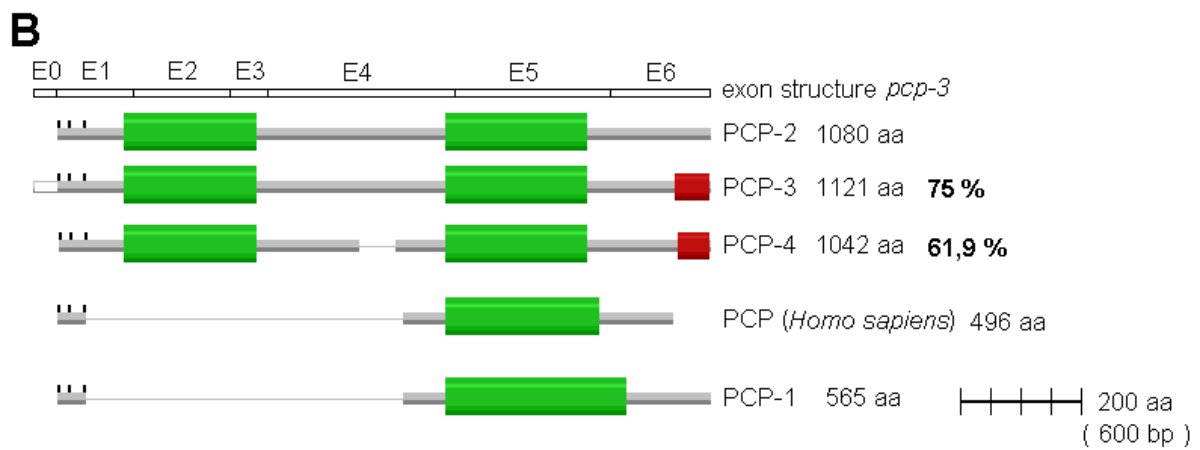 B
E0 E1 E2 E3 E4 E5 E6
exon structure pcp-3
PCP-2 1080 aa
PCP-3 1121 aa 75 %
PCP-4 1042 aa 61,9 %
PCP (Homo sapiens) 496 aa
PCP-1 565 aa
200 aa
( 600 bp )